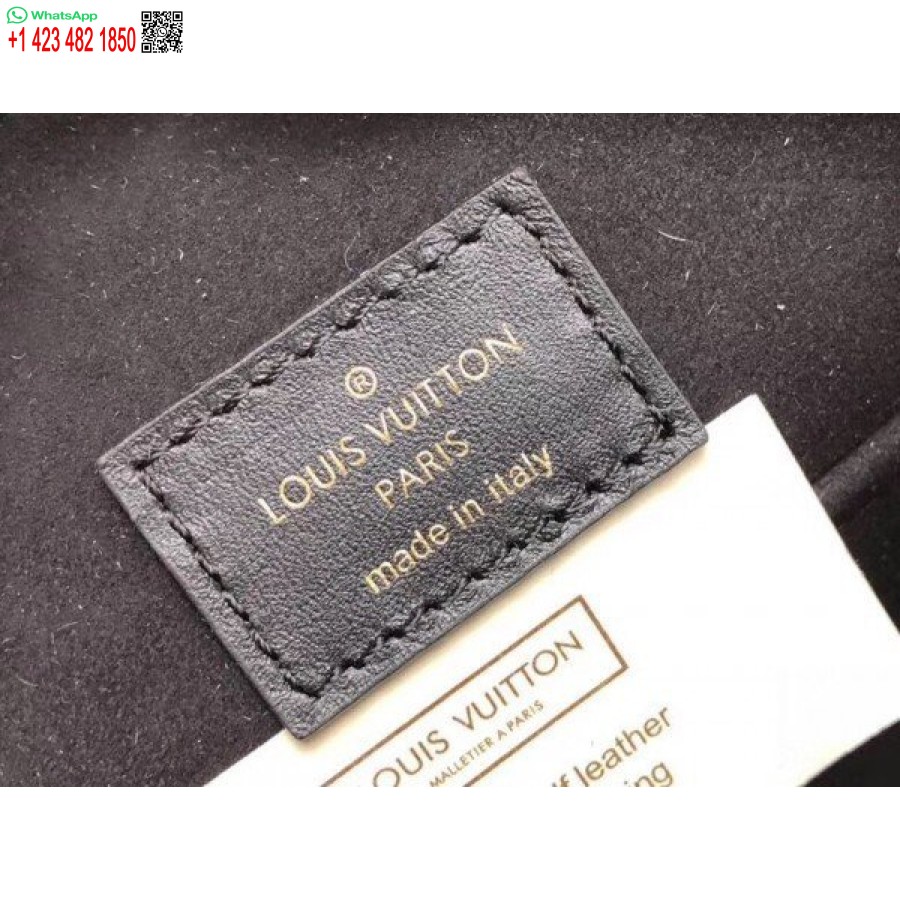 WhatsApp
+1 423 482 1850
®
LOUIS VUITTON
PARIS
made in italy
LOUIS VUITTON
MALLETIER A PARIS
leather